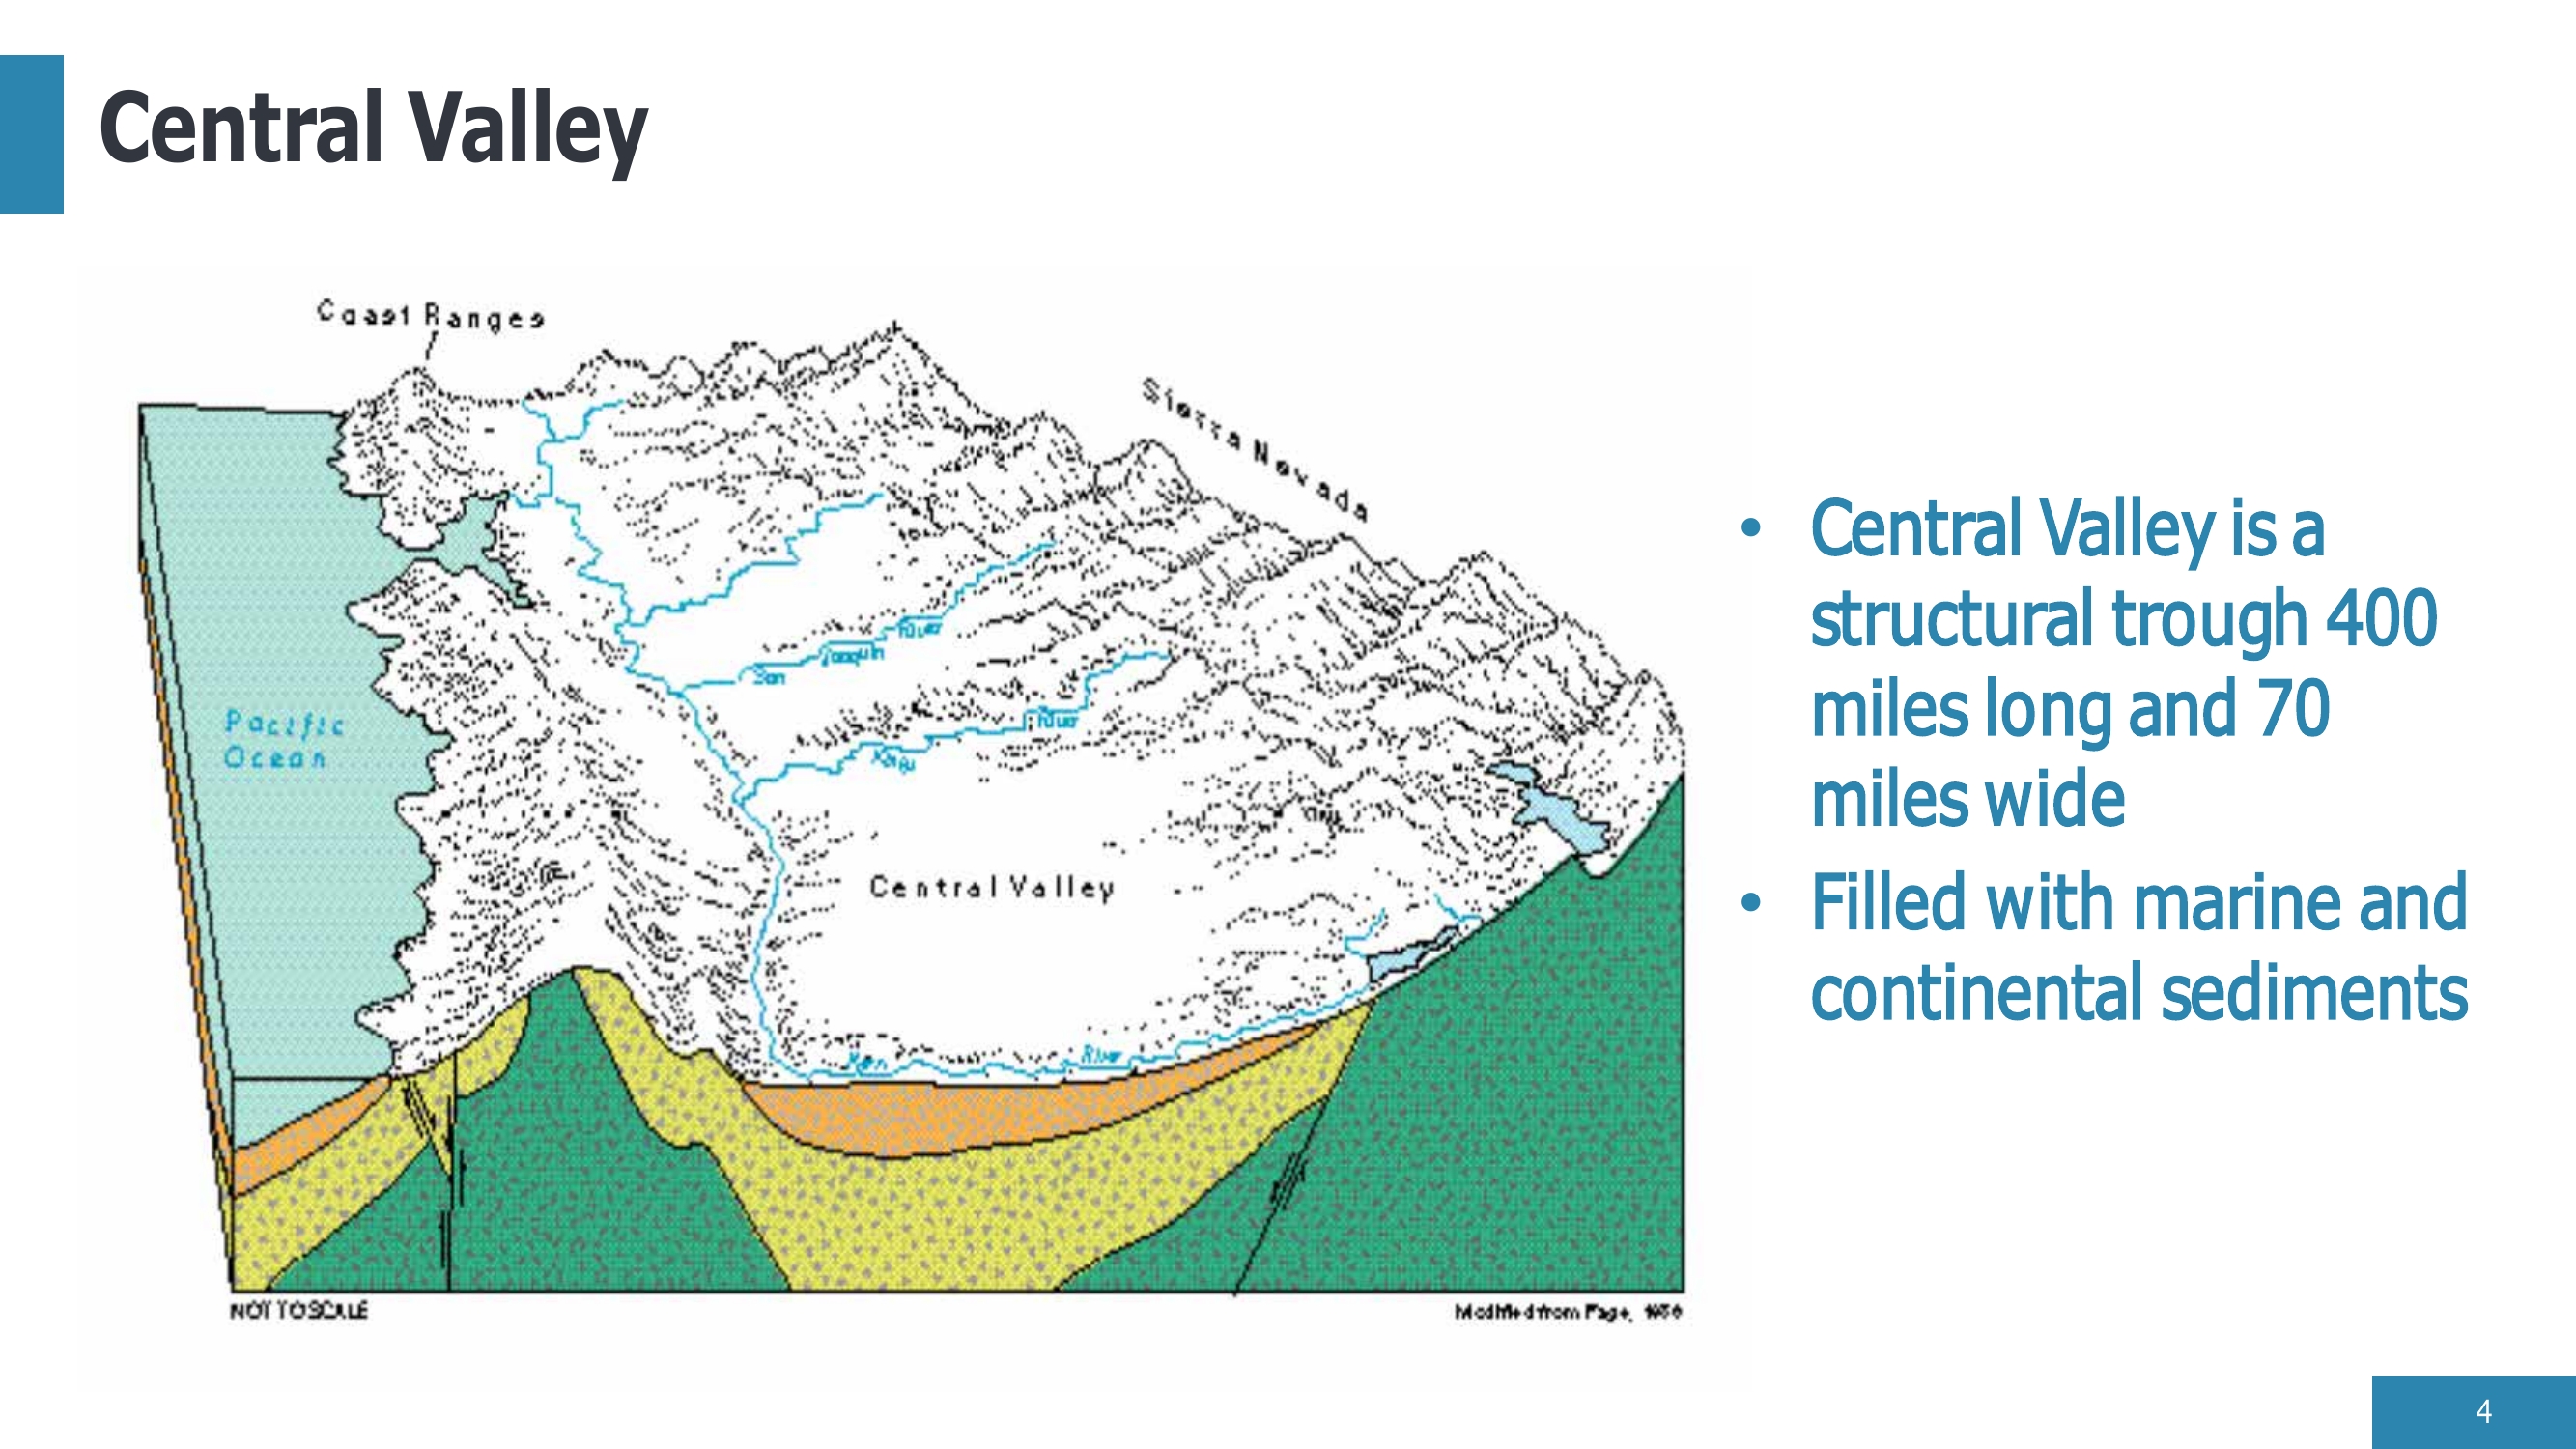 Central Valley
Coast Ranges
Sierra Nevada
Pacific
Ocean
San Joaquin River
Kings River
Central Valley
Kern River
NOT TO SCALE
Modified from Page,
• Central Valley is a
structural trough 400
miles long and 70
miles wide
• Filled with marine and
continental sediments
4